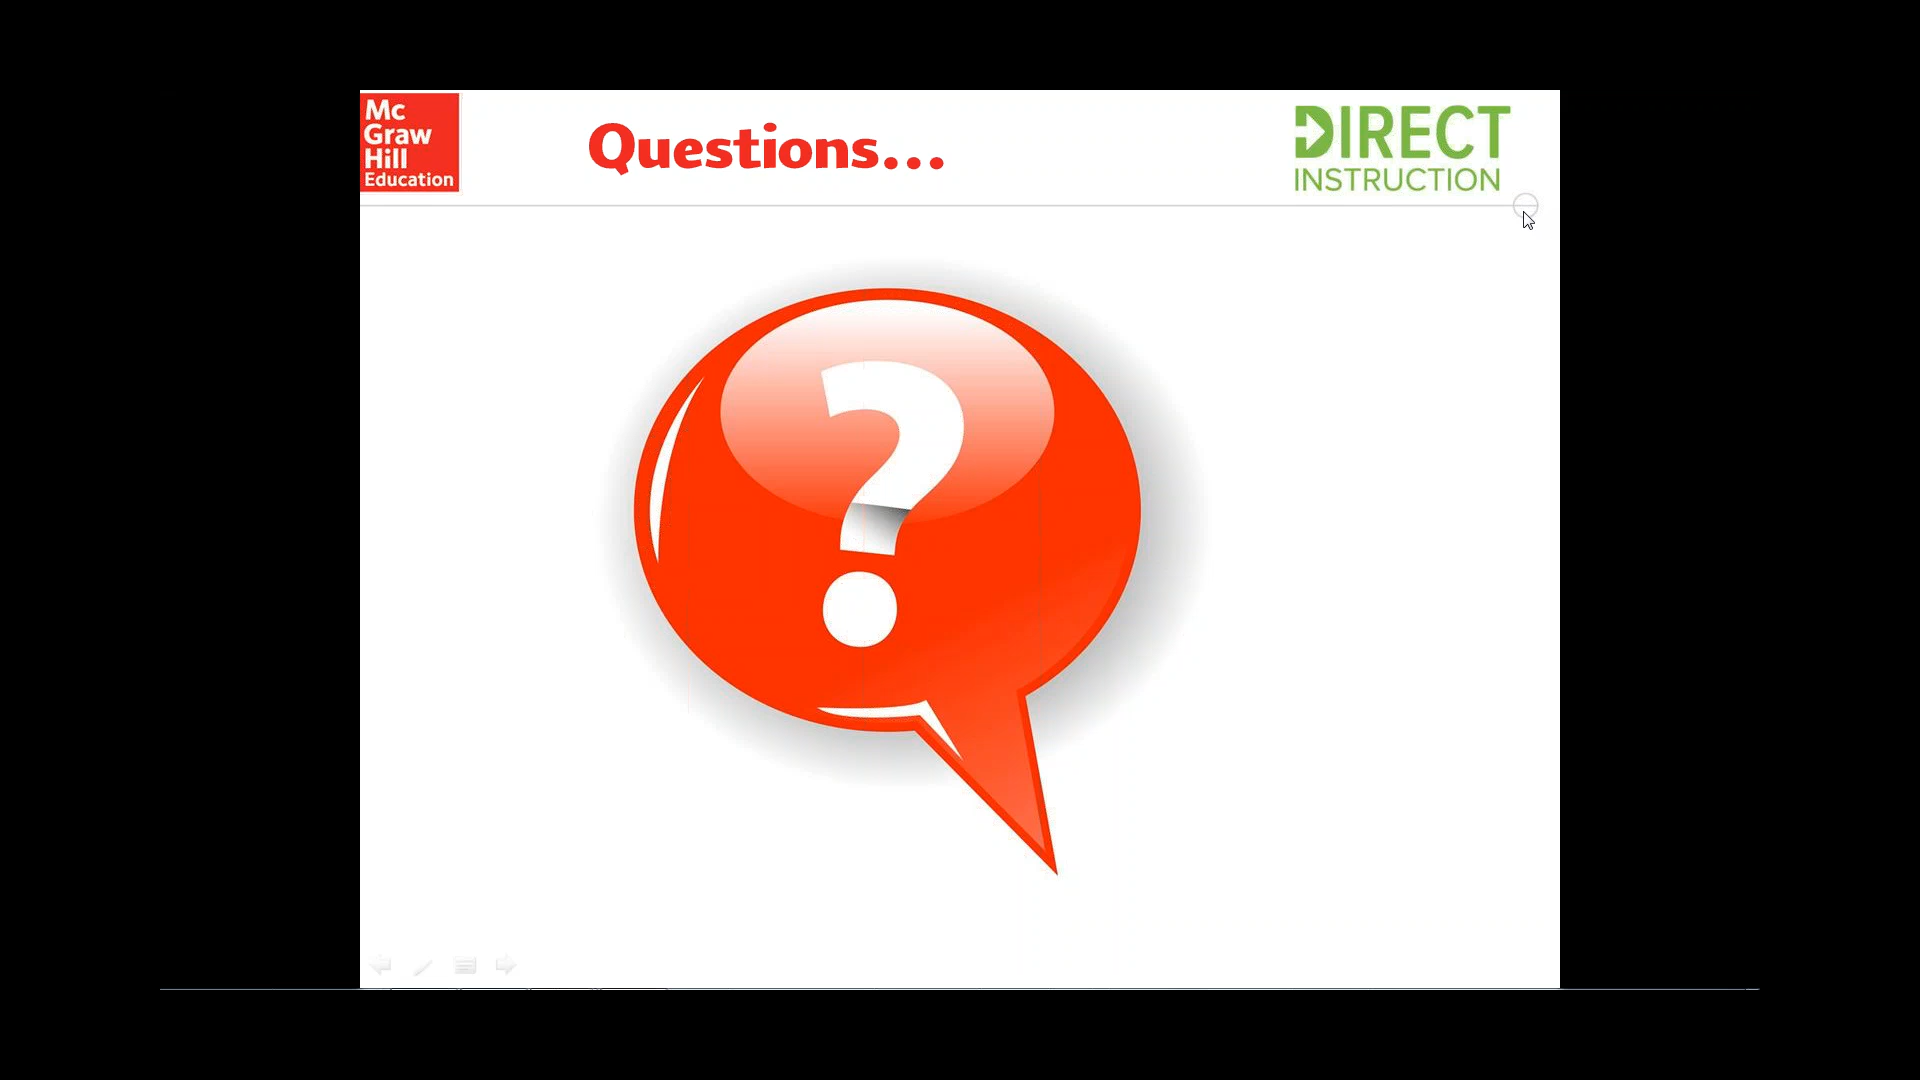 Mc
Graw
Hill
Education
Questions...
DIRECT
INSTRUCTION
?